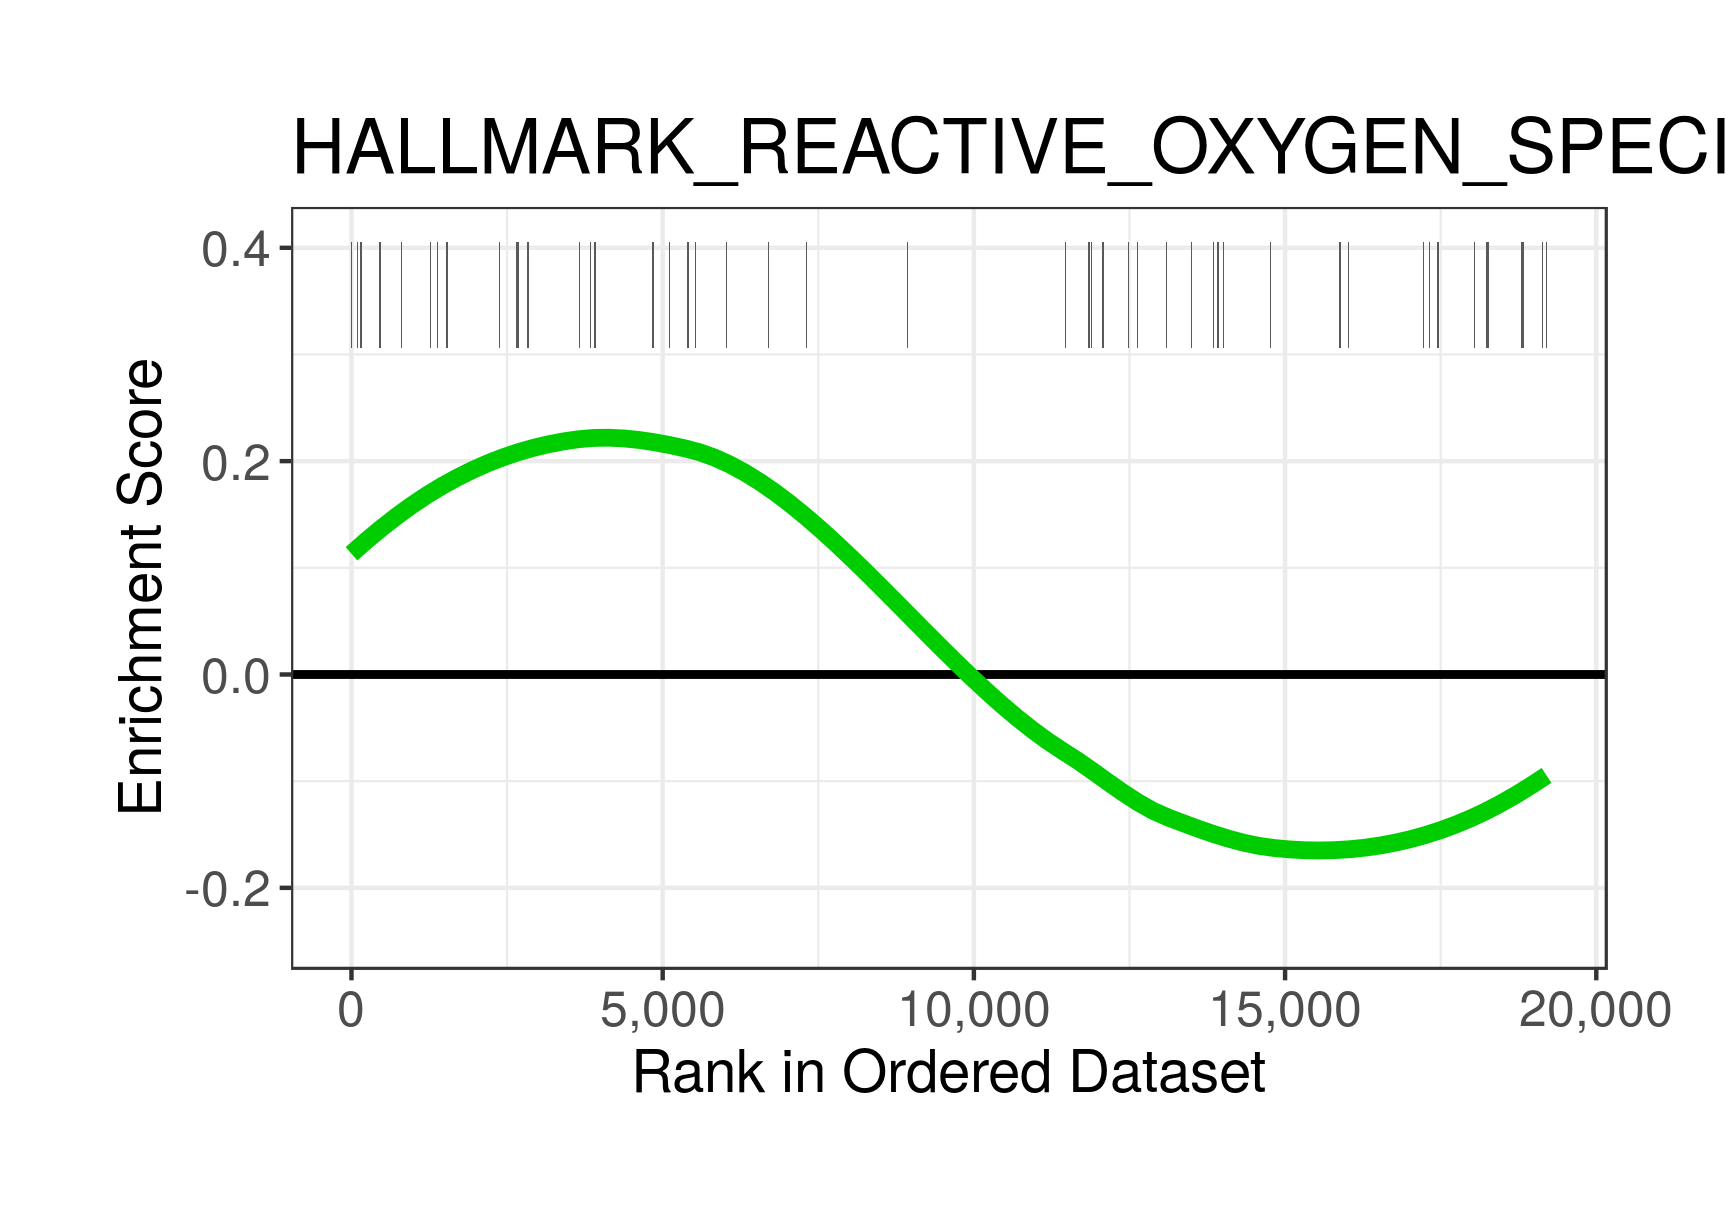 HALLMARK_REACTIVE_OXYGEN_SPECI
0.4
0.2
0.0
-0.2
Enrichment Score
0 5,000 10,000 15,000 20,000
Rank in Ordered Dataset